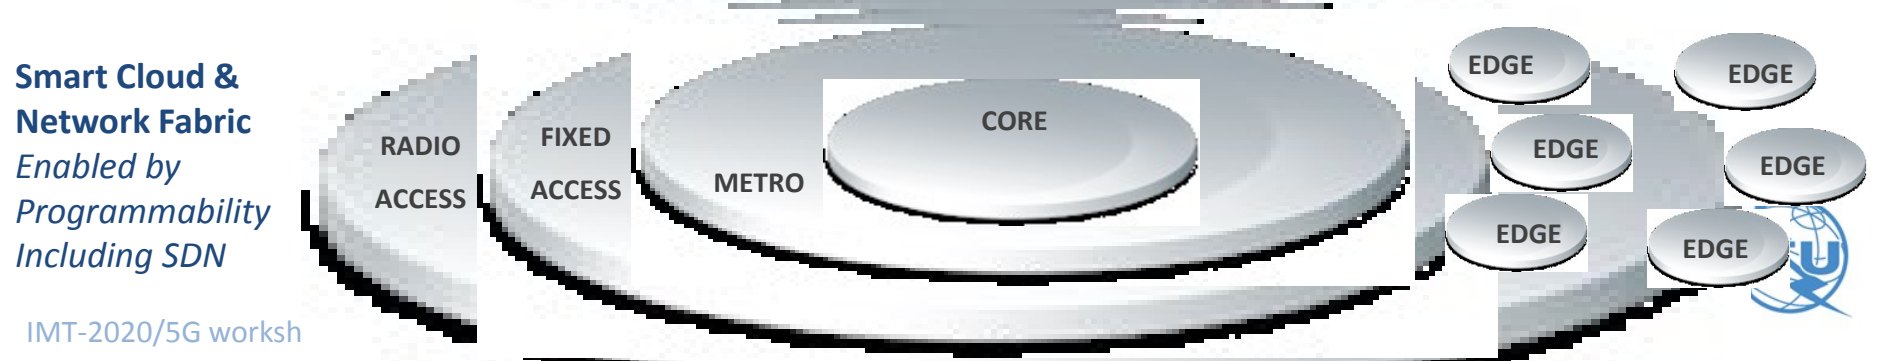 Smart Cloud &
Network Fabric
Enabled by
Programmability
Including SDN
IMT-2020/5G worksh
RADIO
ACCESS
FIXED
ACCESS
METRO
CORE
EDGE
EDGE
EDGE
EDGE
EDGE
EDGE
U